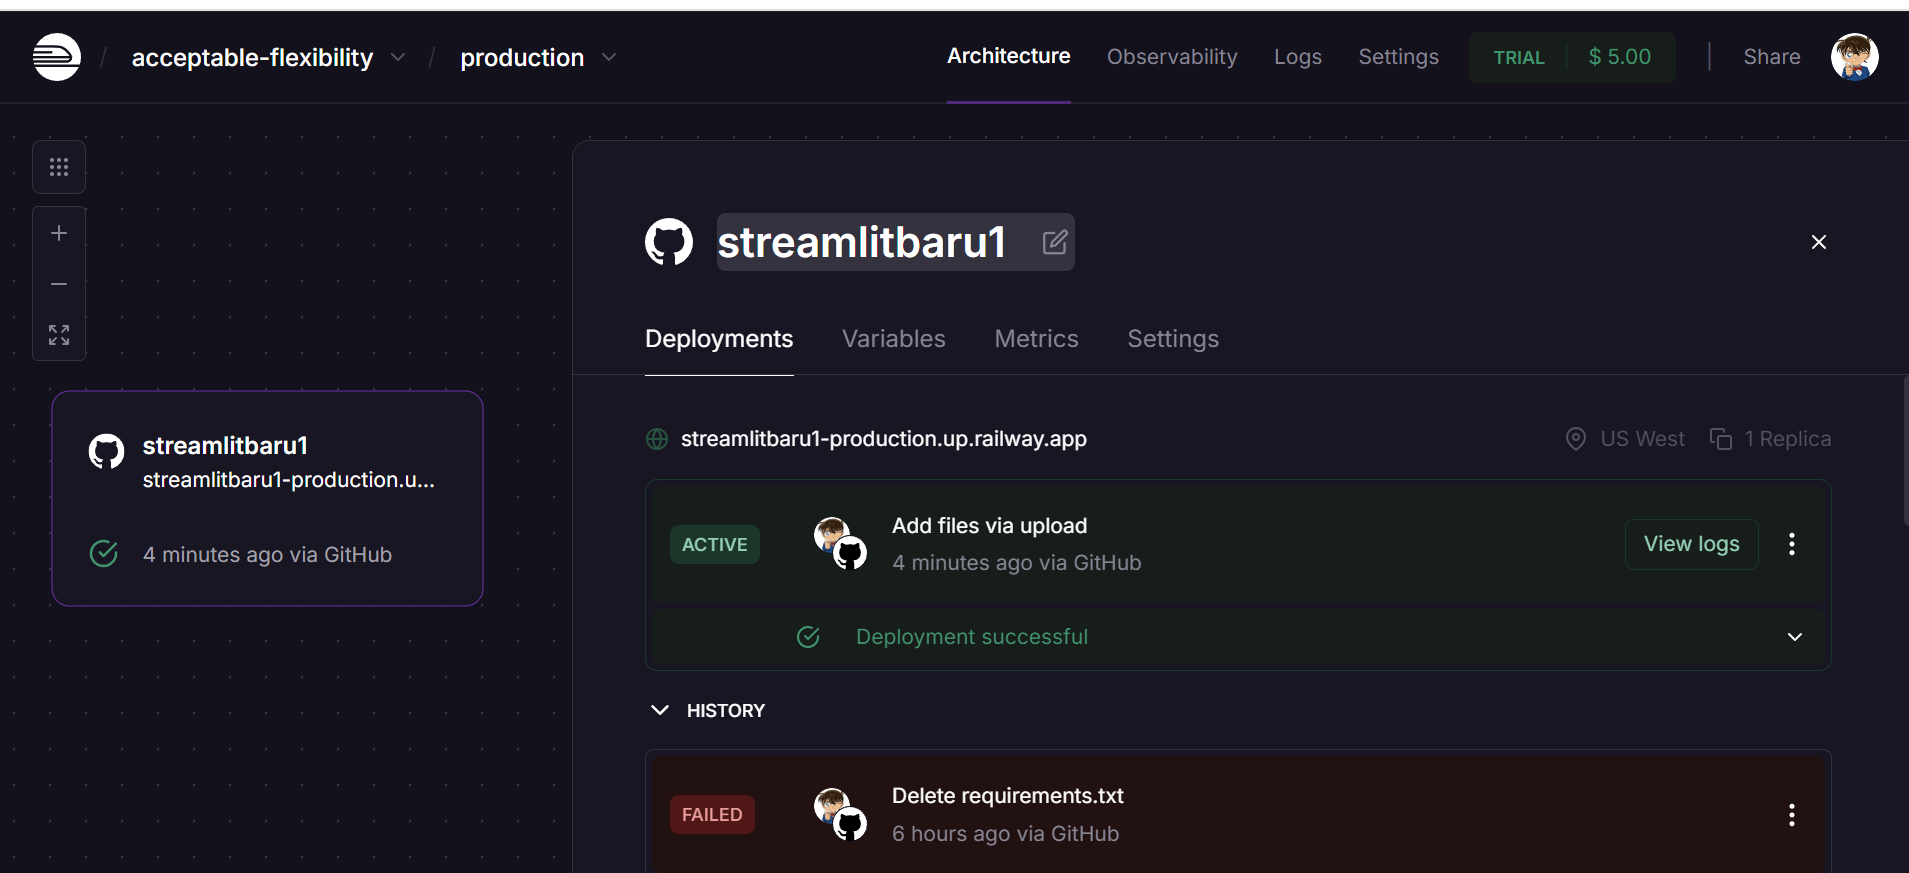 / acceptable-flexibility / production Architecture Observability Logs Settings TRIAL $ 5.00 | Share
streamlitbaru1
Deployments Variables Metrics Settings
streamlitbaru1
streamlitbaru1-production.u...
4 minutes ago via GitHub
streamlitbaru1-production.up.railway.app US West 1 Replica
ACTIVE
Add files via upload
4 minutes ago via GitHub
View logs
Deployment successful
HISTORY
FAILED
Delete requirements.txt
6 hours ago via GitHub